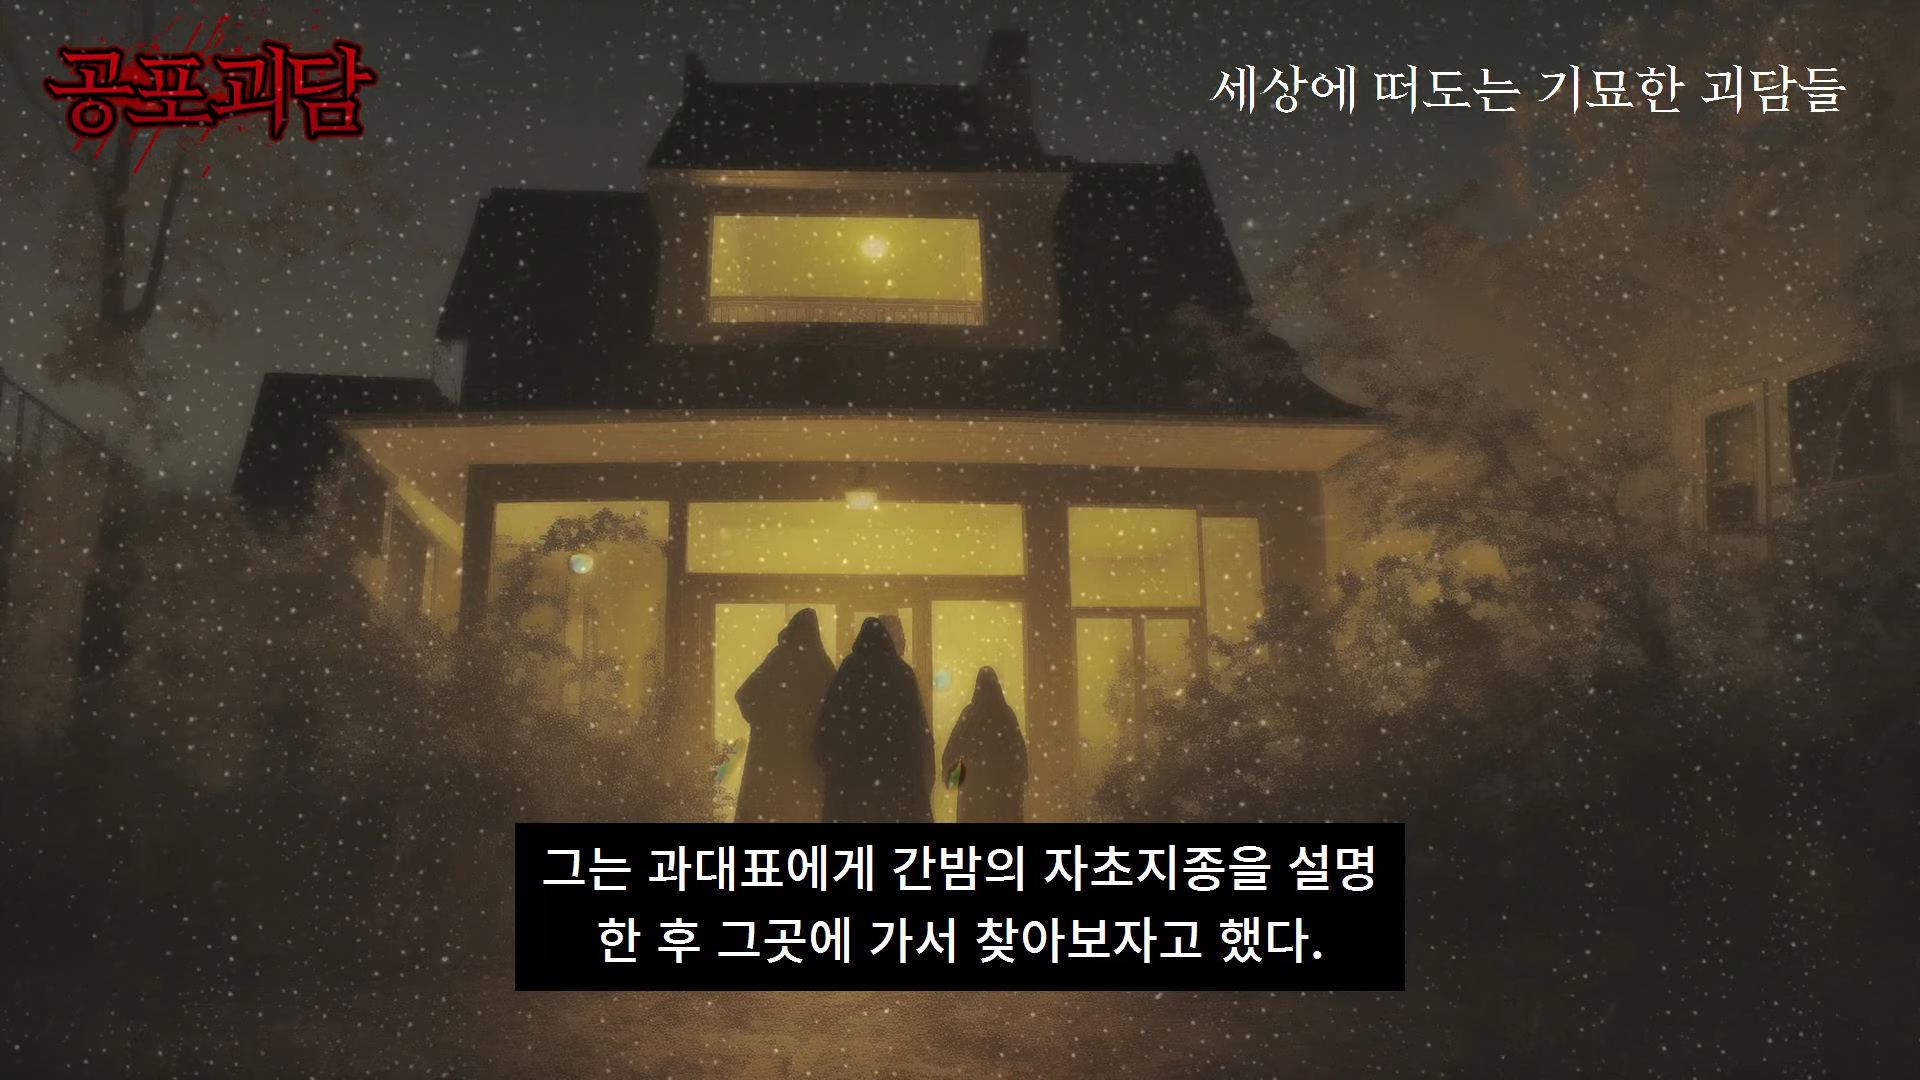 공포괴담
세상에 떠도는 기묘한 괴담들
그는 과대표에게 간밤의 자초지종을 설명
한 후 그곳에 가서 찾아보자고 했다.